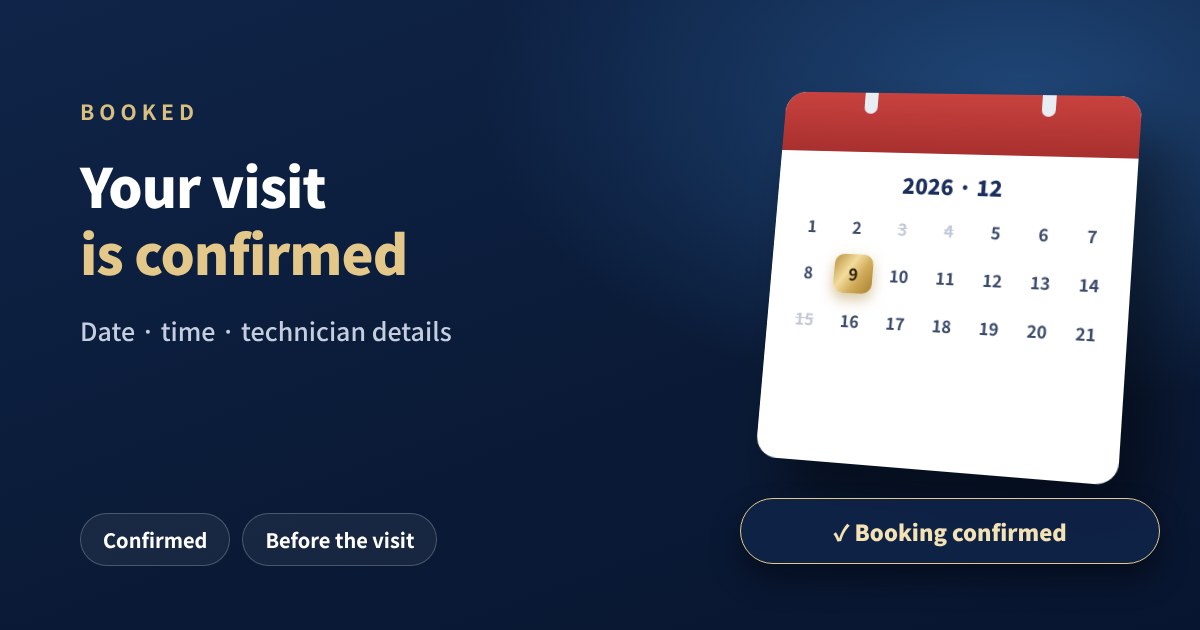 BOOKED
Your visit
is confirmed
Date · time · technician details
Confirmed
Before the visit
2026 · 12
1 2 3 4 5 6 7
8 9 10 11 12 13 14
15 16 17 18 19 20 21
✓ Booking confirmed